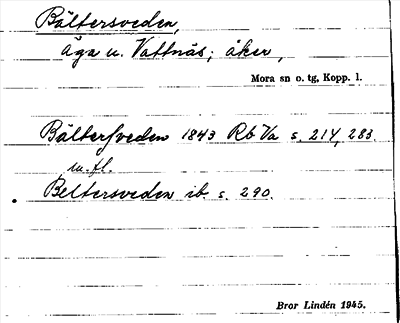 Bältersveden,
äga u. Vattnäs; åker,
Mora sn o. tg, Kopp. l.
Bälterſveden 1843 Rb Va s. 214, 283.
m. fl.
Beltersveden ib. s. 290.
Bror Lindén 1945.